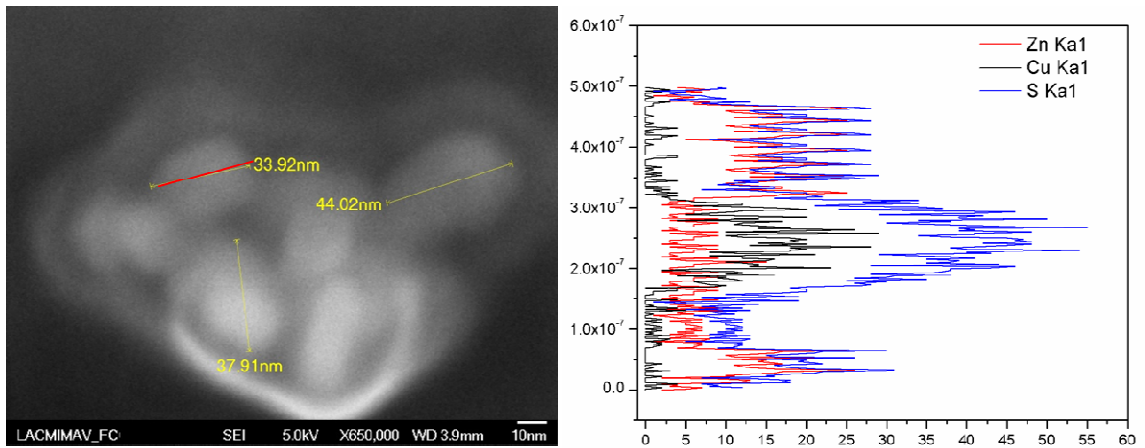 33.92nm
44.02nm
37.91nm
LACMIMAV_FC SEI 5.0kV X650,000 WD 3.9mm 10nm
6.0x10-7
5.0x10-7
4.0x10-7
3.0x10-7
2.0x10-7
1.0x10-7
0.0
Zn Ka1
Cu Ka1
S Ka1
0 5 10 15 20 25 30 35 40 45 50 55 60